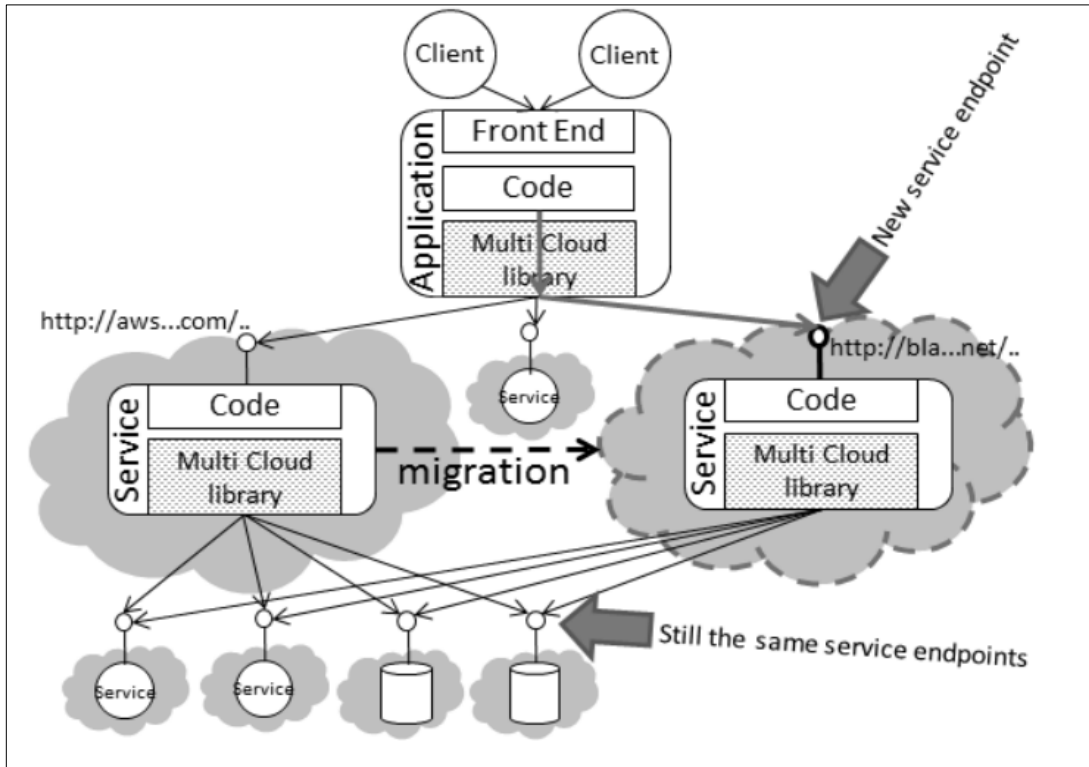 Client
Client
Front End
Code
Multi Cloud
library
Application
New service endpoint
http://aws...com/..
http://bla...net/..
Service
Code
Multi Cloud
library
Service
migration
Code
Multi Cloud
library
Service
Still the same service endpoints
Service
Service